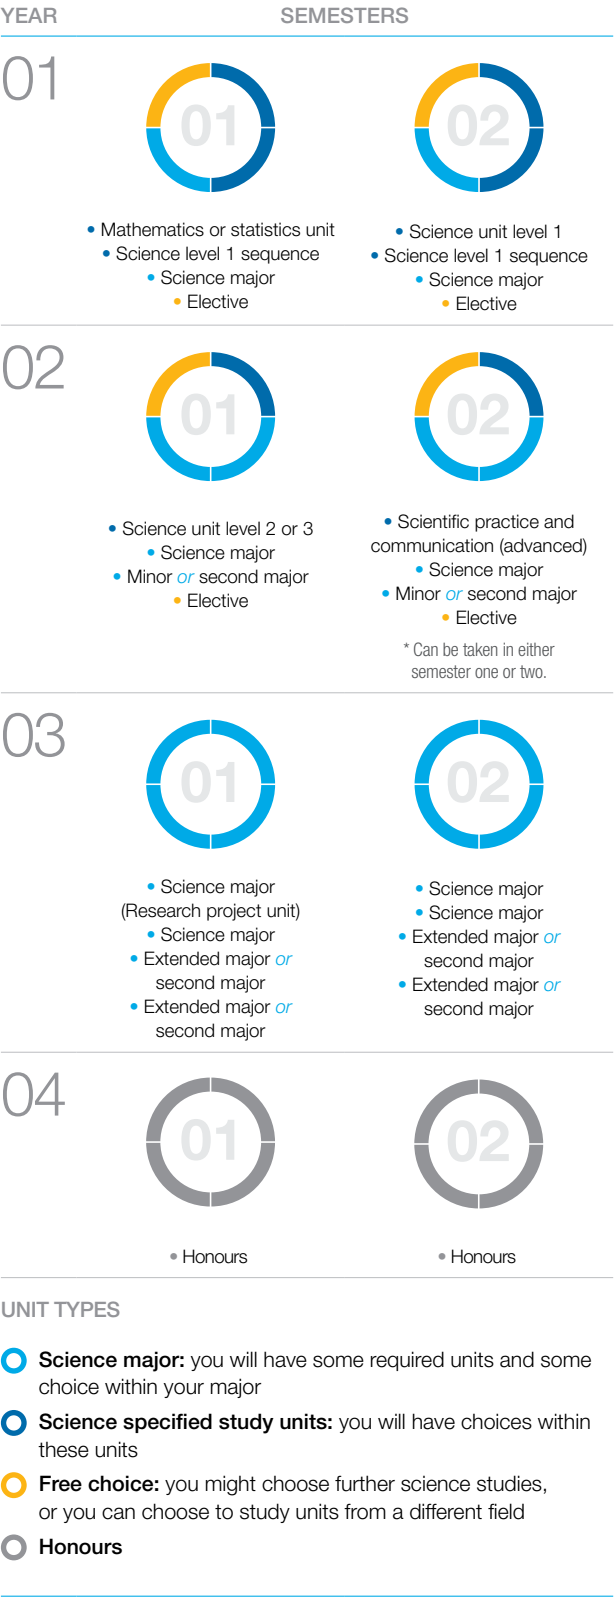 YEAR SEMESTERS
01
01
02
• Mathematics or statistics unit
• Science level 1 sequence
• Science major
• Elective
• Science unit level 1
• Science level 1 sequence
• Science major
• Elective
02
01
02
• Science unit level 2 or 3
• Science major
• Minor or second major
• Elective
• Scientific practice and
communication (advanced)
• Science major
• Minor or second major
• Elective
* Can be taken in either
semester one or two.
03
01
02
• Science major
(Research project unit)
• Science major
• Extended major or
second major
• Extended major or
second major
• Science major
• Science major
• Extended major or
second major
• Extended major or
second major
04
01
02
• Honours
• Honours
UNIT TYPES
Science major: you will have some required units and some
choice within your major
Science specified study units: you will have choices within
these units
Free choice: you might choose further science studies,
or you can choose to study units from a different field
Honours